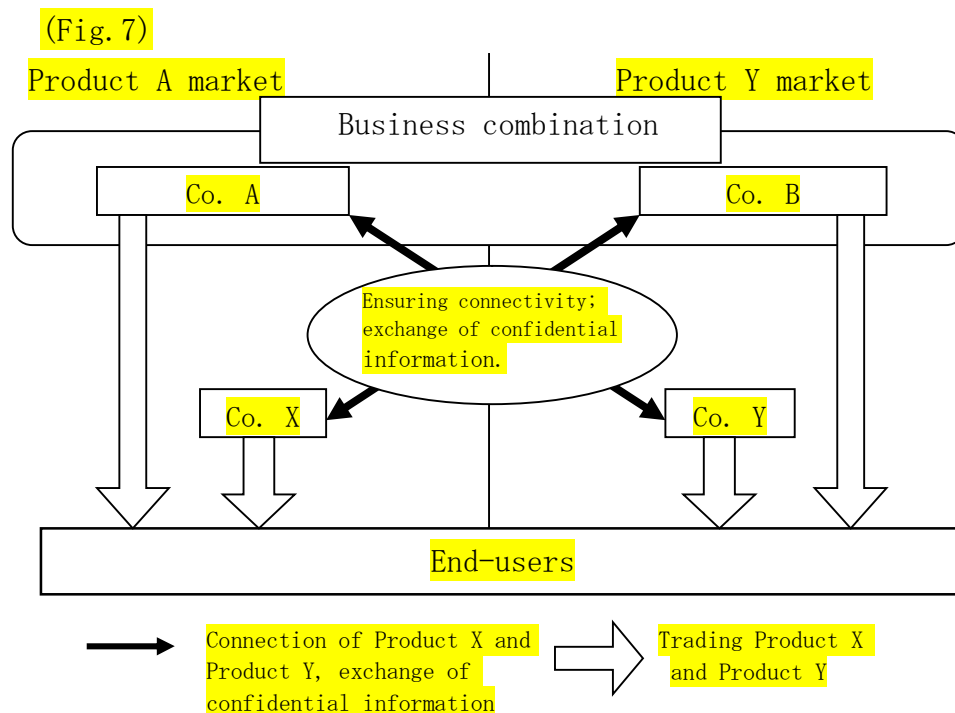 (Fig.7)
Product A market
Product Y market
Business combination
Co. A
Co. B
Ensuring connectivity;
exchange of confidential
information.
Co. X
Co. Y
End-users
Connection of Product X and
Product Y, exchange of
confidential information
Trading Product X
and Product Y